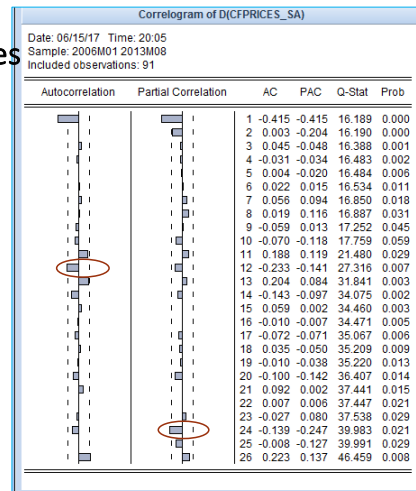 Correlogram of D(CFPRICES_SA)
Date: 06/15/17 Time: 20:05
es
Sample: 2006M01 2013M08
Included observations: 91
Autocorrelation Partial Correlation AC PAC Q-Stat Prob
1 -0.415 -0.415 16.189 0.000
2 0.003 -0.204 16.190 0.000
3 0.045 -0.048 16.388 0.001
4 -0.031 -0.034 16.483 0.002
5 0.004 -0.020 16.484 0.006
6 0.022 0.015 16.534 0.011
7 0.056 0.094 16.850 0.018
8 0.019 0.116 16.887 0.031
9 -0.059 0.013 17.252 0.045
10 -0.070 -0.118 17.759 0.059
11 0.188 0.119 21.480 0.029
12 -0.233 -0.141 27.316 0.007
13 0.204 0.084 31.841 0.003
14 -0.143 -0.097 34.075 0.002
15 0.059 0.002 34.460 0.003
16 -0.010 -0.007 34.471 0.005
17 -0.072 -0.071 35.067 0.006
18 0.035 -0.050 35.209 0.009
19 -0.010 -0.038 35.220 0.013
20 -0.100 -0.142 36.407 0.014
21 0.092 0.002 37.441 0.015
22 0.007 0.006 37.447 0.021
23 -0.027 0.080 37.538 0.029
24 -0.139 -0.247 39.983 0.021
25 -0.008 -0.127 39.991 0.029
26 0.223 0.137 46.459 0.008